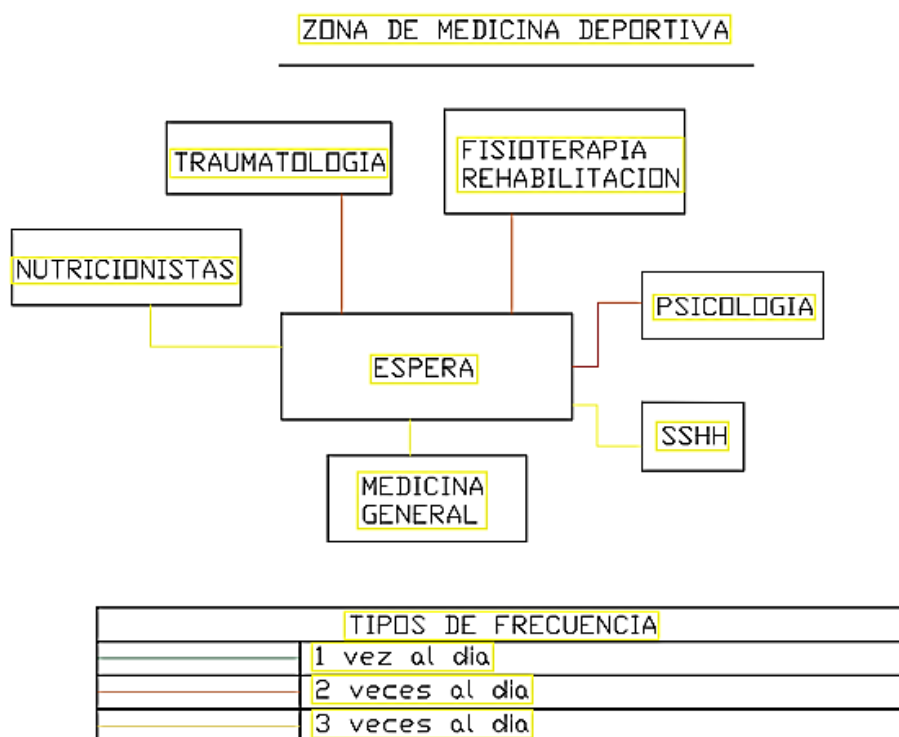 ZONA DE MEDICINA DEPORTIVA
TRAUMATOLOGIA
FISIOTERAPIA
REHABILITACION
NUTRICIONISTAS
PSICOLOGIA
ESPERA
SSHH
MEDICINA
GENERAL
TIPOS DE FRECUENCIA
1 vez al dia
2 veces al dia
3 veces al dia